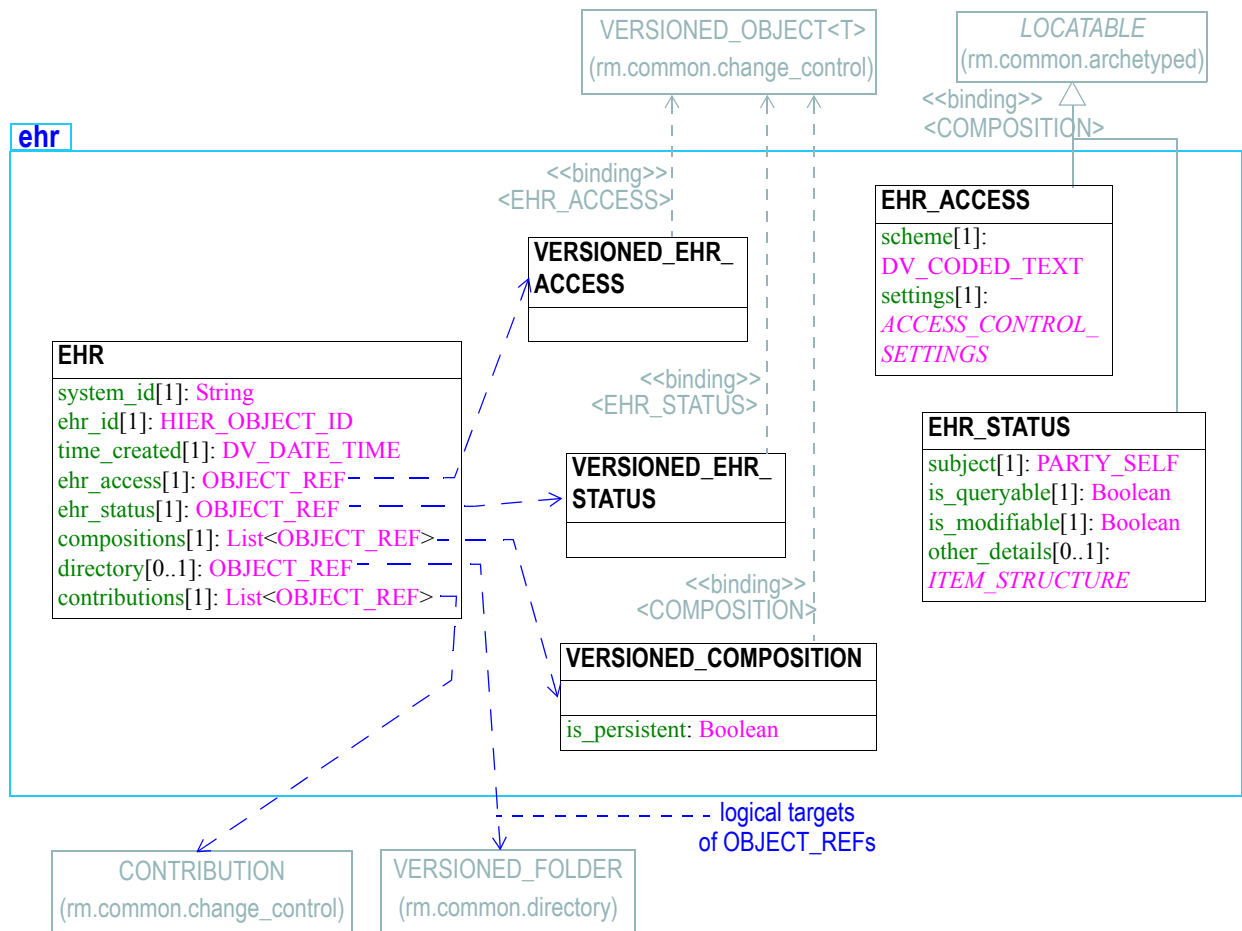 VERSIONED_OBJECT<T>
(rm.common.change_control)
LOCATABLE
(rm.common.archetyped)
<<binding>>
<COMPOSITION>
ehr
<<binding>>
<EHR_ACCESS>
EHR_ACCESS
scheme[1]:
DV_CODED_TEXT
settings[1]:
ACCESS_CONTROL_
SETTINGS
VERSIONED_EHR_
ACCESS
EHR
system_id[1]: String
ehr_id[1]: HIER_OBJECT_ID
time_created[1]: DV_DATE_TIME
ehr_access[1]: OBJECT_REF
ehr_status[1]: OBJECT_REF
compositions[1]: List<OBJECT_REF>
directory[0..1]: OBJECT_REF
contributions[1]: List<OBJECT_REF>
<<binding>>
<EHR_STATUS>
EHR_STATUS
subject[1]: PARTY_SELF
is_queryable[1]: Boolean
is_modifiable[1]: Boolean
other_details[0..1]:
ITEM_STRUCTURE
VERSIONED_EHR_
STATUS
<<binding>>
<COMPOSITION>
VERSIONED_COMPOSITION
is_persistent: Boolean
logical targets
of OBJECT_REFs
CONTRIBUTION
(rm.common.change_control)
VERSIONED_FOLDER
(rm.common.directory)